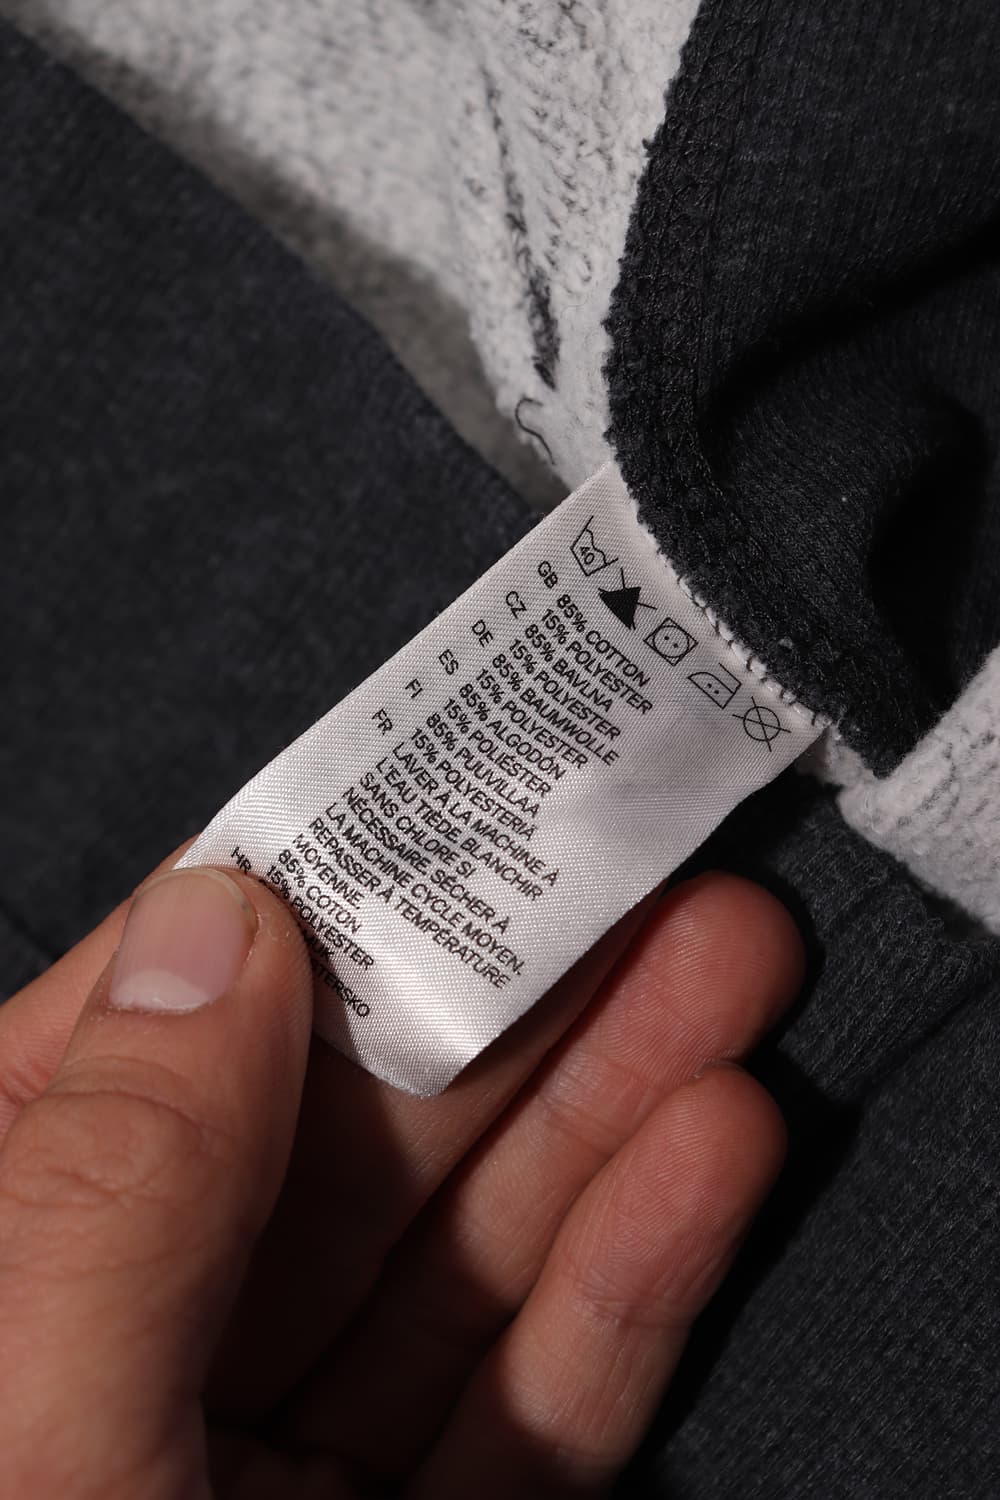 40
GB 85% COTTON
15% POLYESTER
CZ 85% BAVLNA
15% POLYESTER
DE 85% BAUMWOLLE
15% POLYESTER
ES 85% ALGODÓN
15% POLIÉSTER
FI 85% PUUVILLAA
15% POLYESTERIÄ
FR LAVER À LA MACHINE À
L'EAU TIÈDE. BLANCHIR
SANS CHLORE SI
NÉCESSAIRE. SÉCHER À
LA MACHINE CYCLE MOYEN.
REPASSER À TEMPÉRATURE
MOYENNE
85% COTON
15% POLYESTER
HR